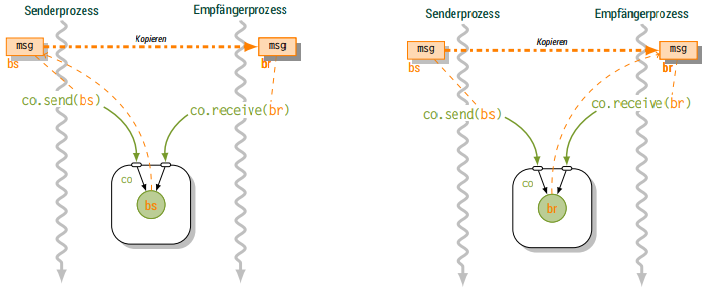 Senderprozess
Empfängerprozess
msg
Kopieren
msg
bs
br
co.send(bs)
co.receive(br)
co
bs
Senderprozess
Empfängerprozess
msg
Kopieren
msg
bs
br
co.send(bs)
co.receive(br)
co
br